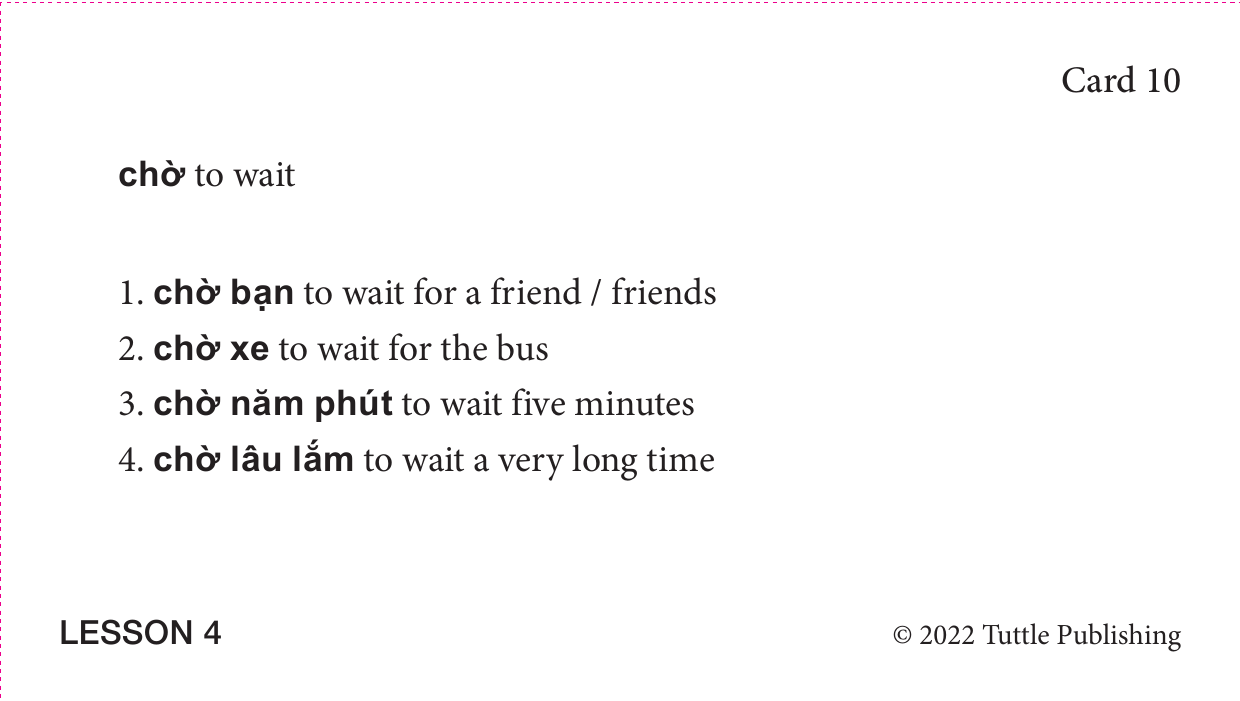 Card 10
chờ to wait
1. chờ bạn to wait for a friend / friends
2. chờ xe to wait for the bus
3. chờ năm phút to wait five minutes
4. chờ lâu lắm to wait a very long time
LESSON 4
© 2022 Tuttle Publishing